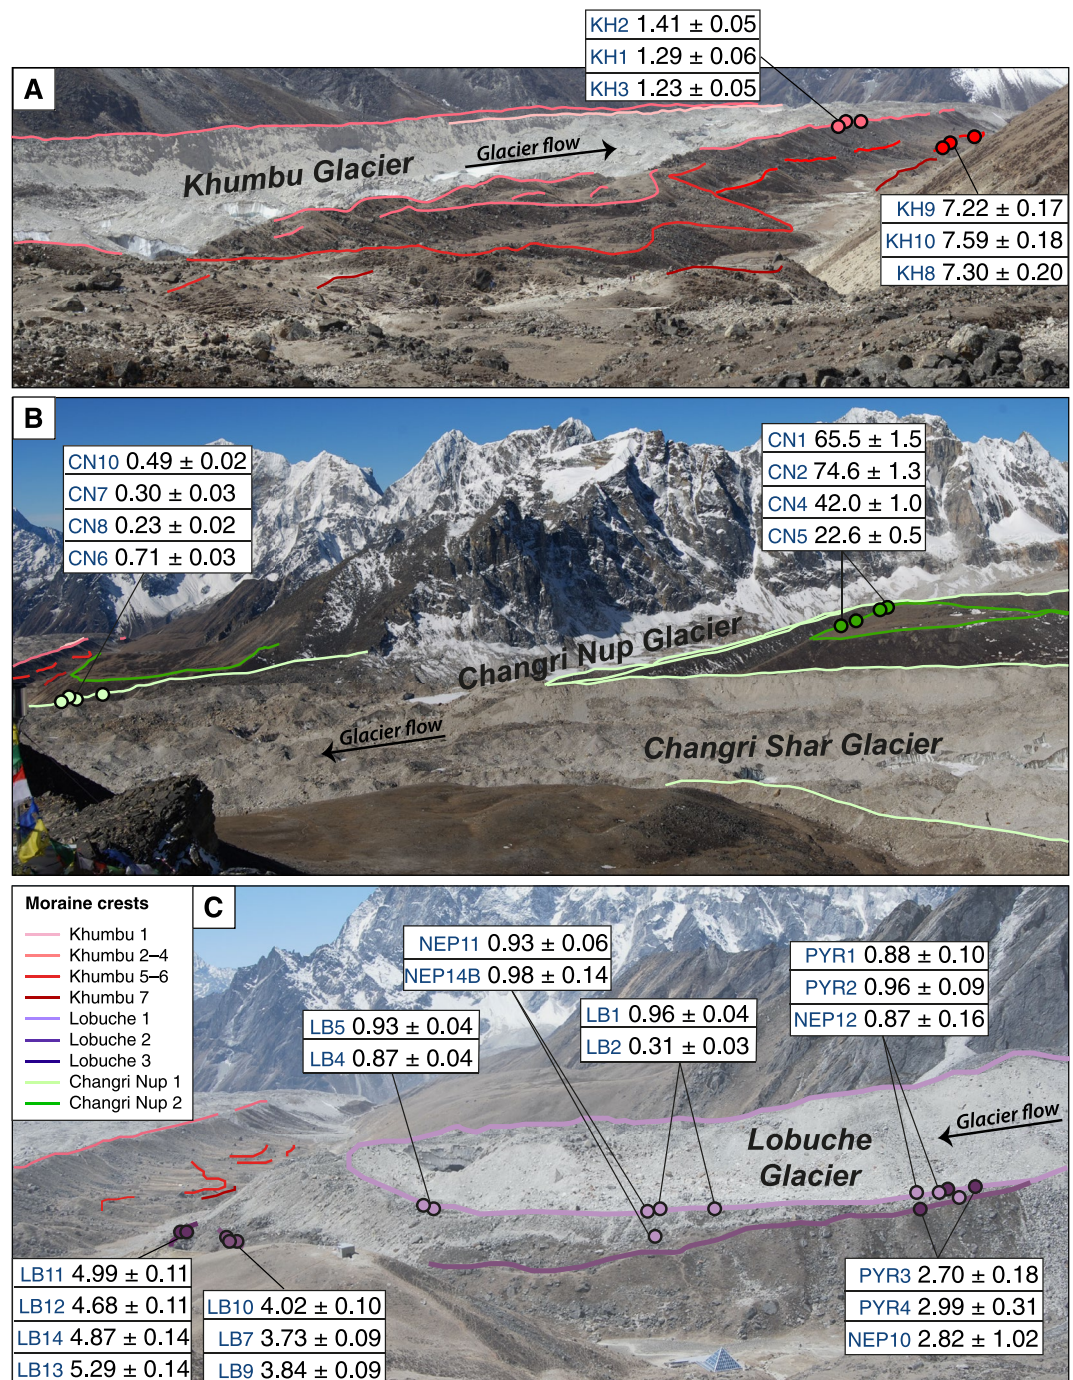 KH2 1.41 ± 0.05
KH1 1.29 ± 0.06
KH3 1.23 ± 0.05
A
Glacier flow
Khumbu Glacier
KH9 7.22 ± 0.17
KH10 7.59 ± 0.18
KH8 7.30 ± 0.20
B
CN10 0.49 ± 0.02
CN7 0.30 ± 0.03
CN8 0.23 ± 0.02
CN6 0.71 ± 0.03
CN1 65.5 ± 1.5
CN2 74.6 ± 1.3
CN4 42.0 ± 1.0
CN5 22.6 ± 0.5
Changri Nup Glacier
Glacier flow
Changri Shar Glacier
Moraine crests
Khumbu 1
Khumbu 2–4
Khumbu 5–6
Khumbu 7
Lobuche 1
Lobuche 2
Lobuche 3
Changri Nup 1
Changri Nup 2
C
NEP11 0.93 ± 0.06
NEP14B 0.98 ± 0.14
PYR1 0.88 ± 0.10
PYR2 0.96 ± 0.09
NEP12 0.87 ± 0.16
LB5 0.93 ± 0.04
LB4 0.87 ± 0.04
LB1 0.96 ± 0.04
LB2 0.31 ± 0.03
Glacier flow
Lobuche
Glacier
LB11 4.99 ± 0.11
LB12 4.68 ± 0.11
LB14 4.87 ± 0.14
LB13 5.29 ± 0.14
LB10 4.02 ± 0.10
LB7 3.73 ± 0.09
LB9 3.84 ± 0.09
PYR3 2.70 ± 0.18
PYR4 2.99 ± 0.31
NEP10 2.82 ± 1.02